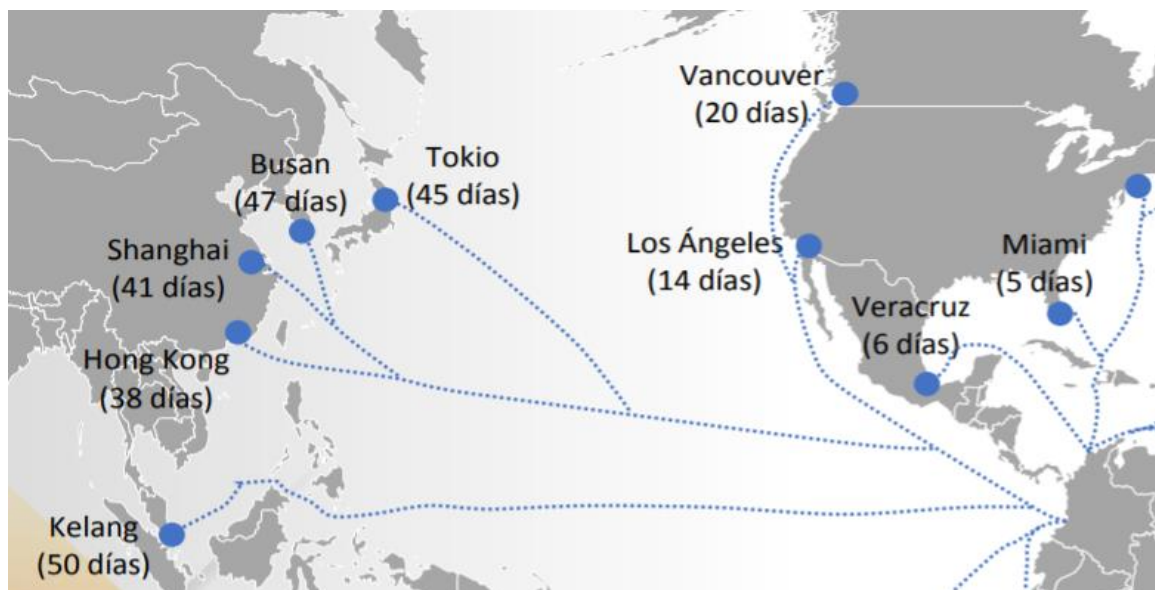 Vancouver
(20 días)
Busan
(47 días)
Tokio
(45 días)
Shanghai
(41 días)
Los Ángeles
(14 días)
Miami
(5 días)
Veracruz
(6 días)
Hong Kong
(38 días)
Kelang
(50 días)